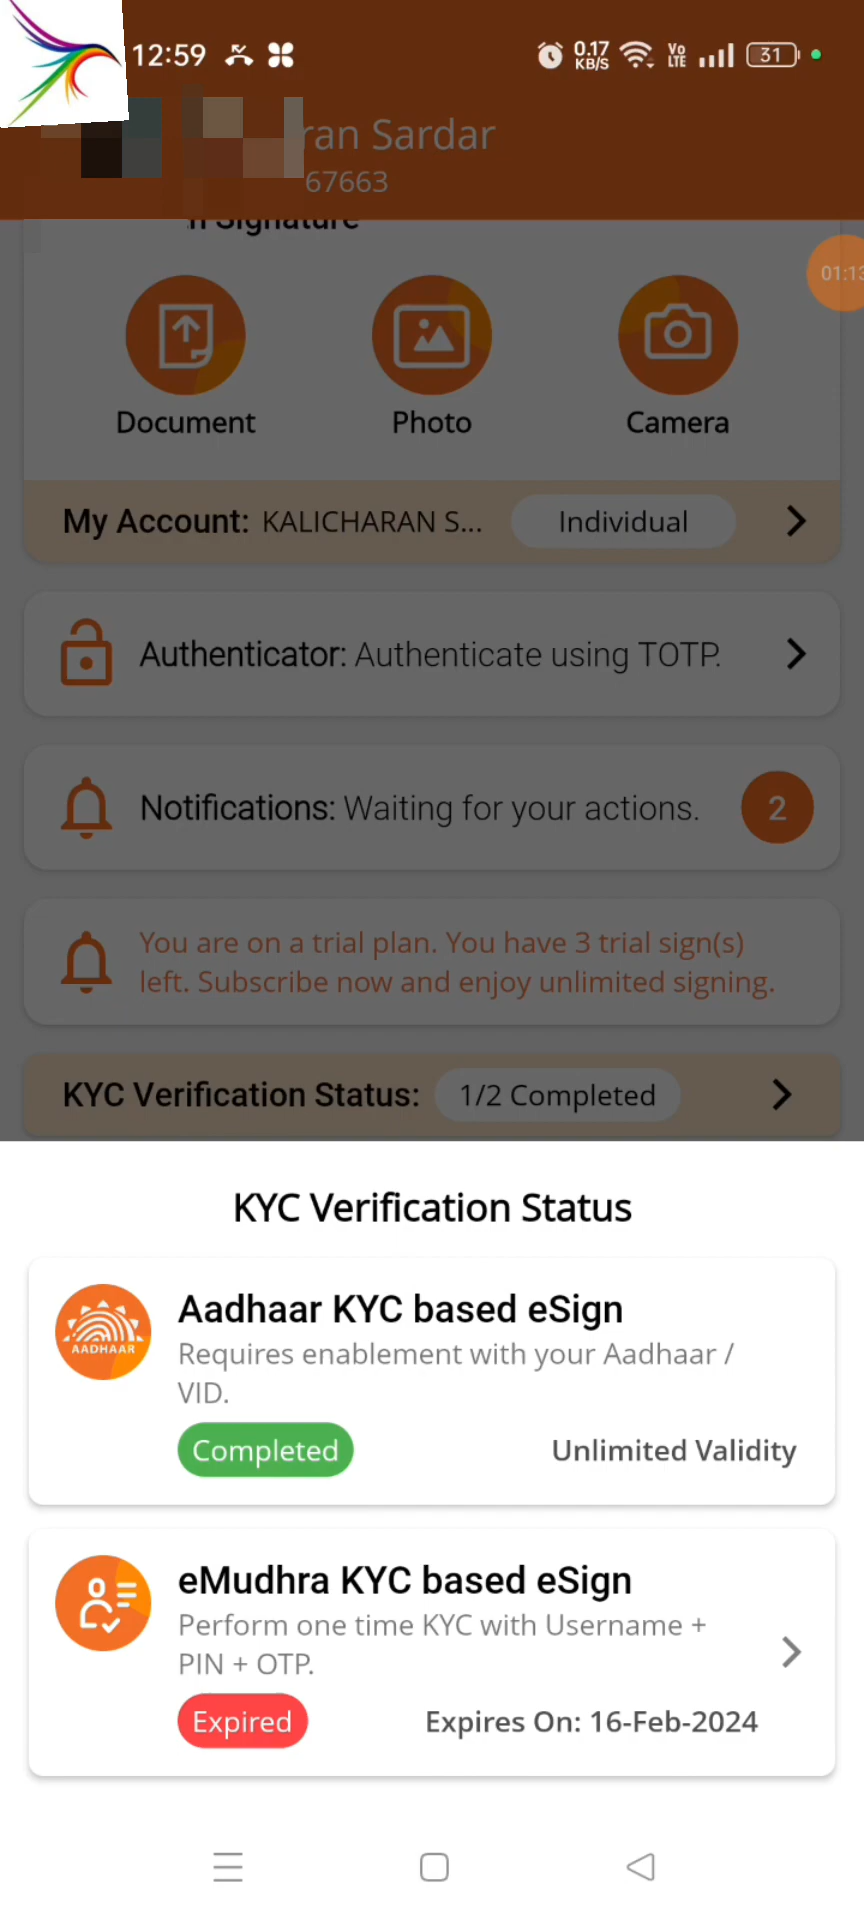 12:59 0.17 KB/S Vo LTE 31
ran Sardar
67663
n Signature
01:13
Document Photo Camera
My Account: KALICHARAN S... Individual
Authenticator: Authenticate using TOTP.
Notifications: Waiting for your actions. 2
You are on a trial plan. You have 3 trial sign(s)
left. Subscribe now and enjoy unlimited signing.
KYC Verification Status: 1/2 Completed
KYC Verification Status
Aadhaar KYC based eSign
AADHAAR
Requires enablement with your Aadhaar /
VID.
Completed Unlimited Validity
eMudhra KYC based eSign
Perform one time KYC with Username +
PIN + OTP.
Expired Expires On: 16-Feb-2024